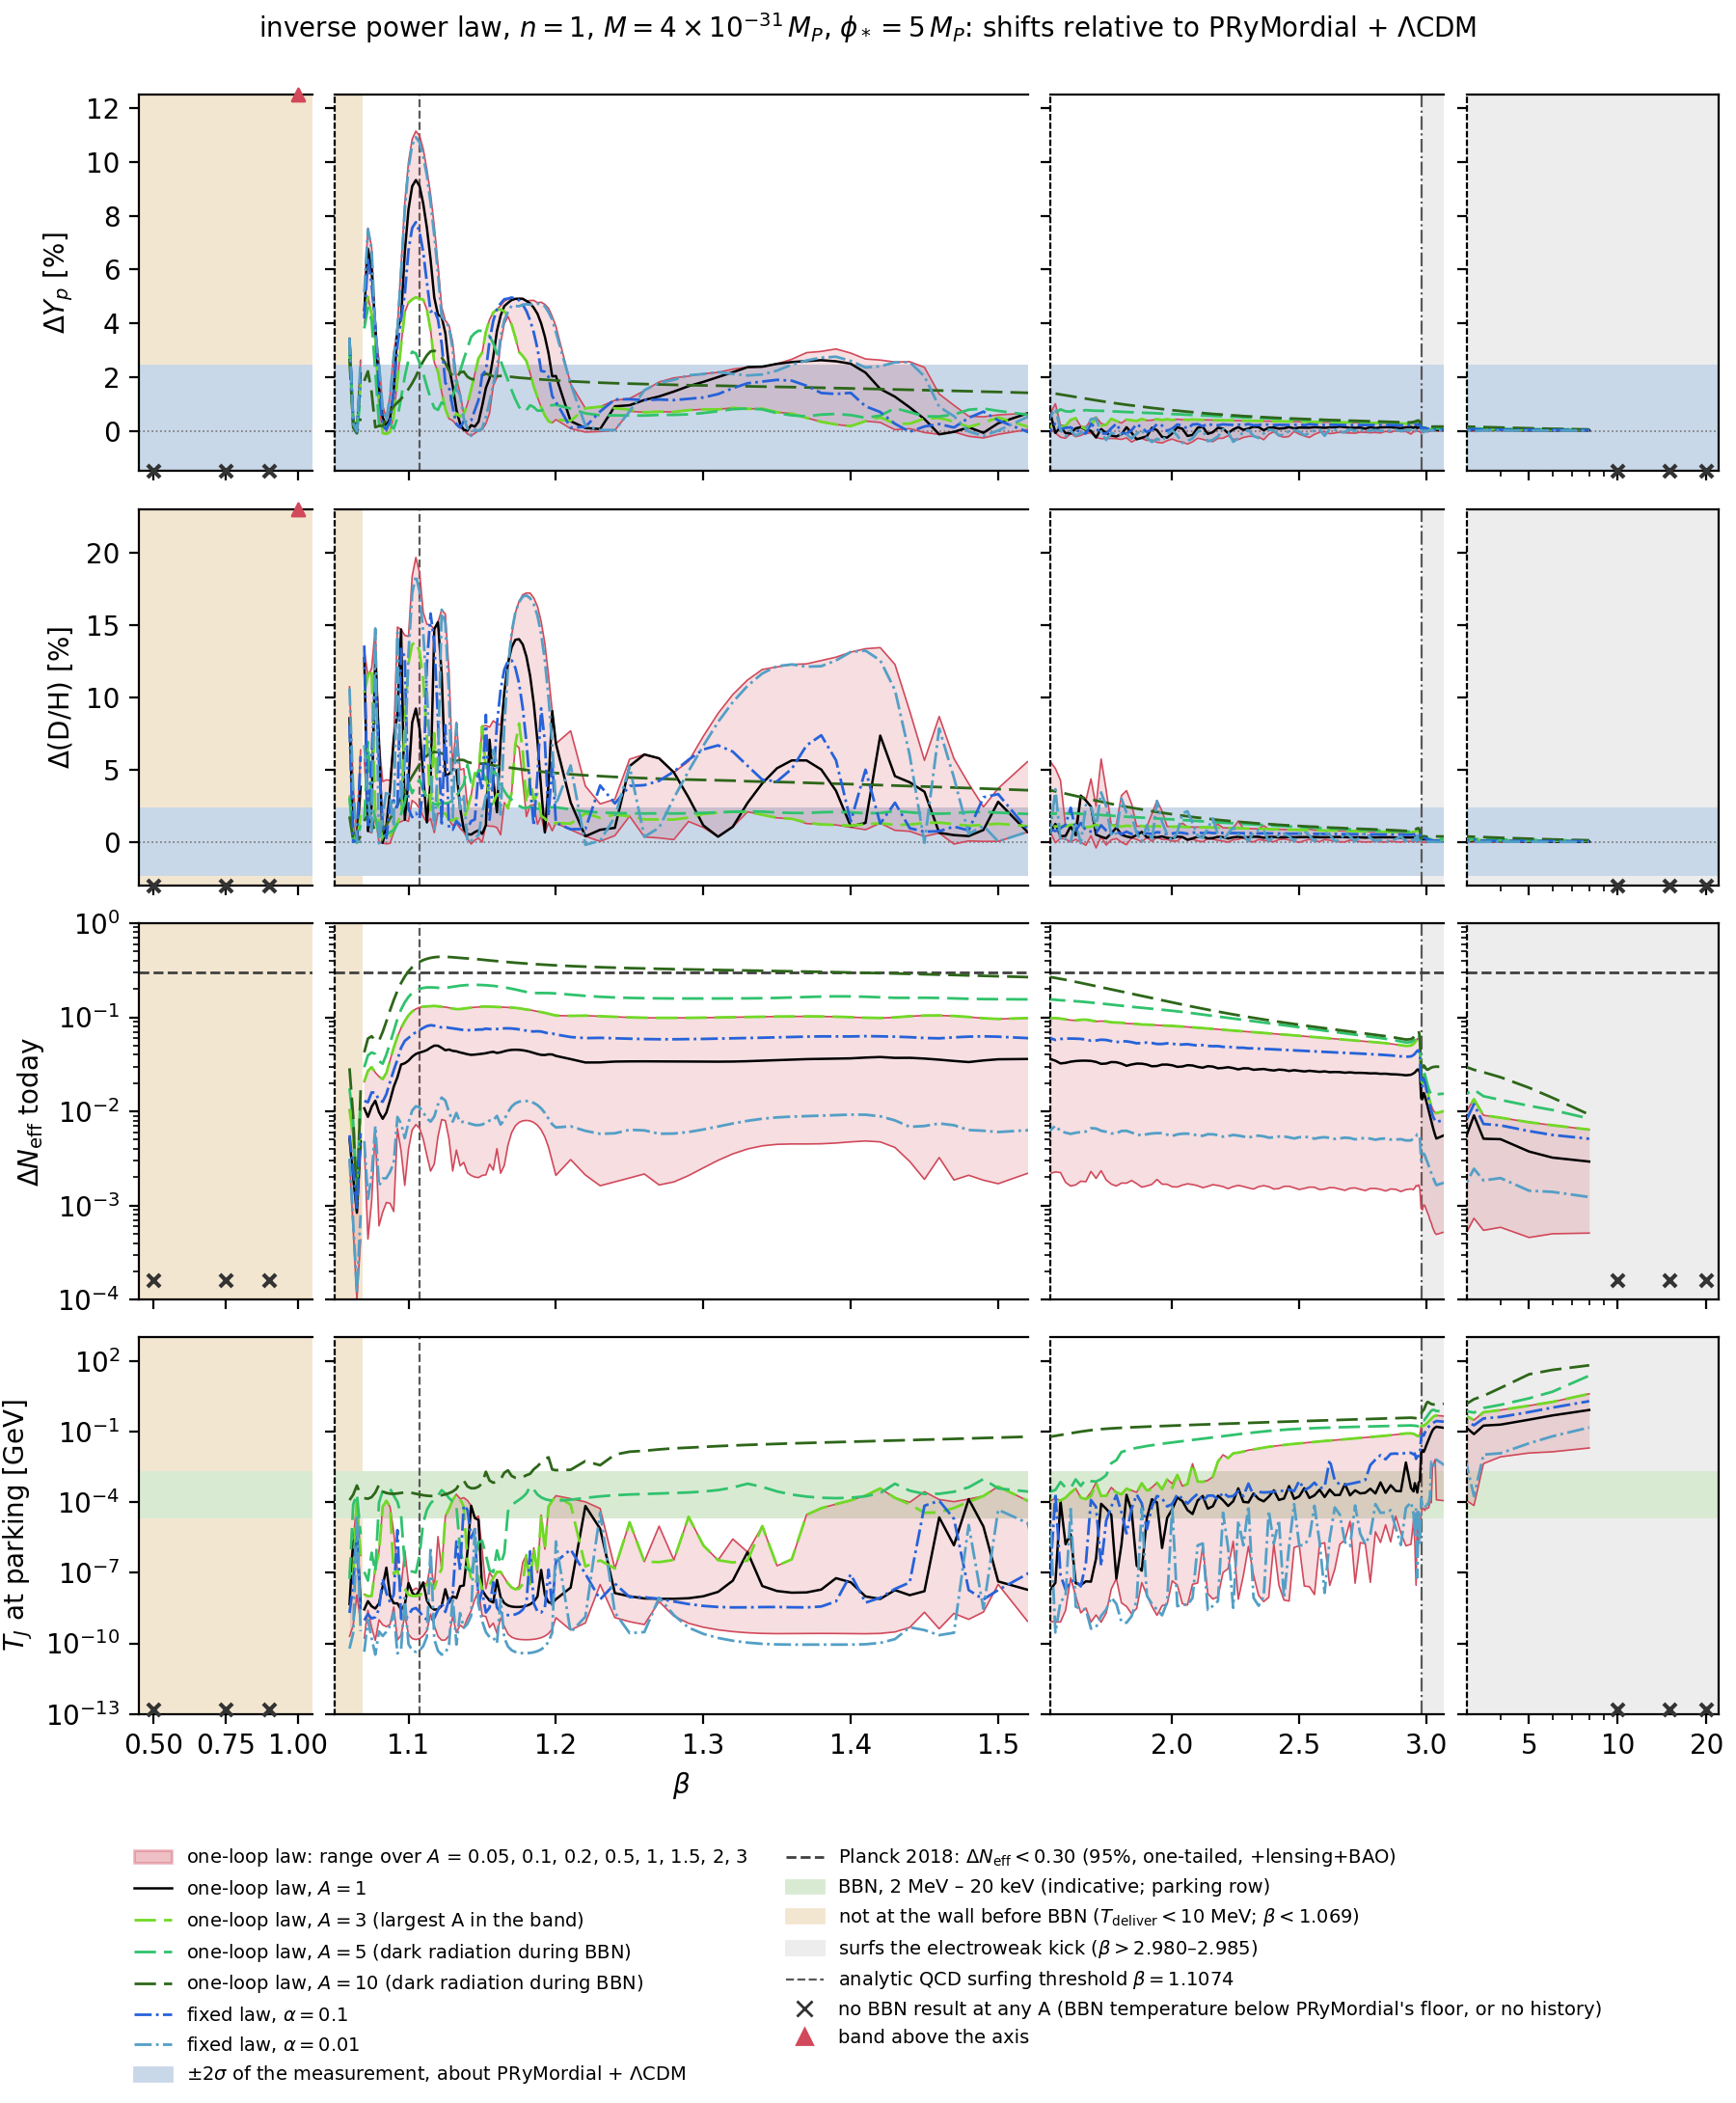 inverse power law, n = 1, M = 4 × 10⁻³¹ M_P, ϕ_* = 5 M_P: shifts relative to PRyMordial + ΛCDM
12
10
8
6
4
2
0
ΔY_p [%]
20
15
10
5
0
Δ(D/H) [%]
10⁰
10⁻¹
10⁻²
10⁻³
10⁻⁴
ΔN_eff today
10²
10⁻¹
10⁻⁴
10⁻⁷
10⁻¹⁰
10⁻¹³
T_J at parking [GeV]
0.50 0.75 1.00 1.1 1.2 1.3 1.4 1.5 2.0 2.5 3.0 5 10 20
β
one-loop law: range over A = 0.05, 0.1, 0.2, 0.5, 1, 1.5, 2, 3
one-loop law, A = 1
one-loop law, A = 3 (largest A in the band)
one-loop law, A = 5 (dark radiation during BBN)
one-loop law, A = 10 (dark radiation during BBN)
fixed law, α = 0.1
fixed law, α = 0.01
±2σ of the measurement, about PRyMordial + ΛCDM
Planck 2018: ΔN_eff < 0.30 (95%, one-tailed, +lensing+BAO)
BBN, 2 MeV – 20 keV (indicative; parking row)
not at the wall before BBN (T_deliver < 10 MeV; β < 1.069)
surfs the electroweak kick (β > 2.980–2.985)
analytic QCD surfing threshold β = 1.1074
no BBN result at any A (BBN temperature below PRyMordial's floor, or no history)
band above the axis